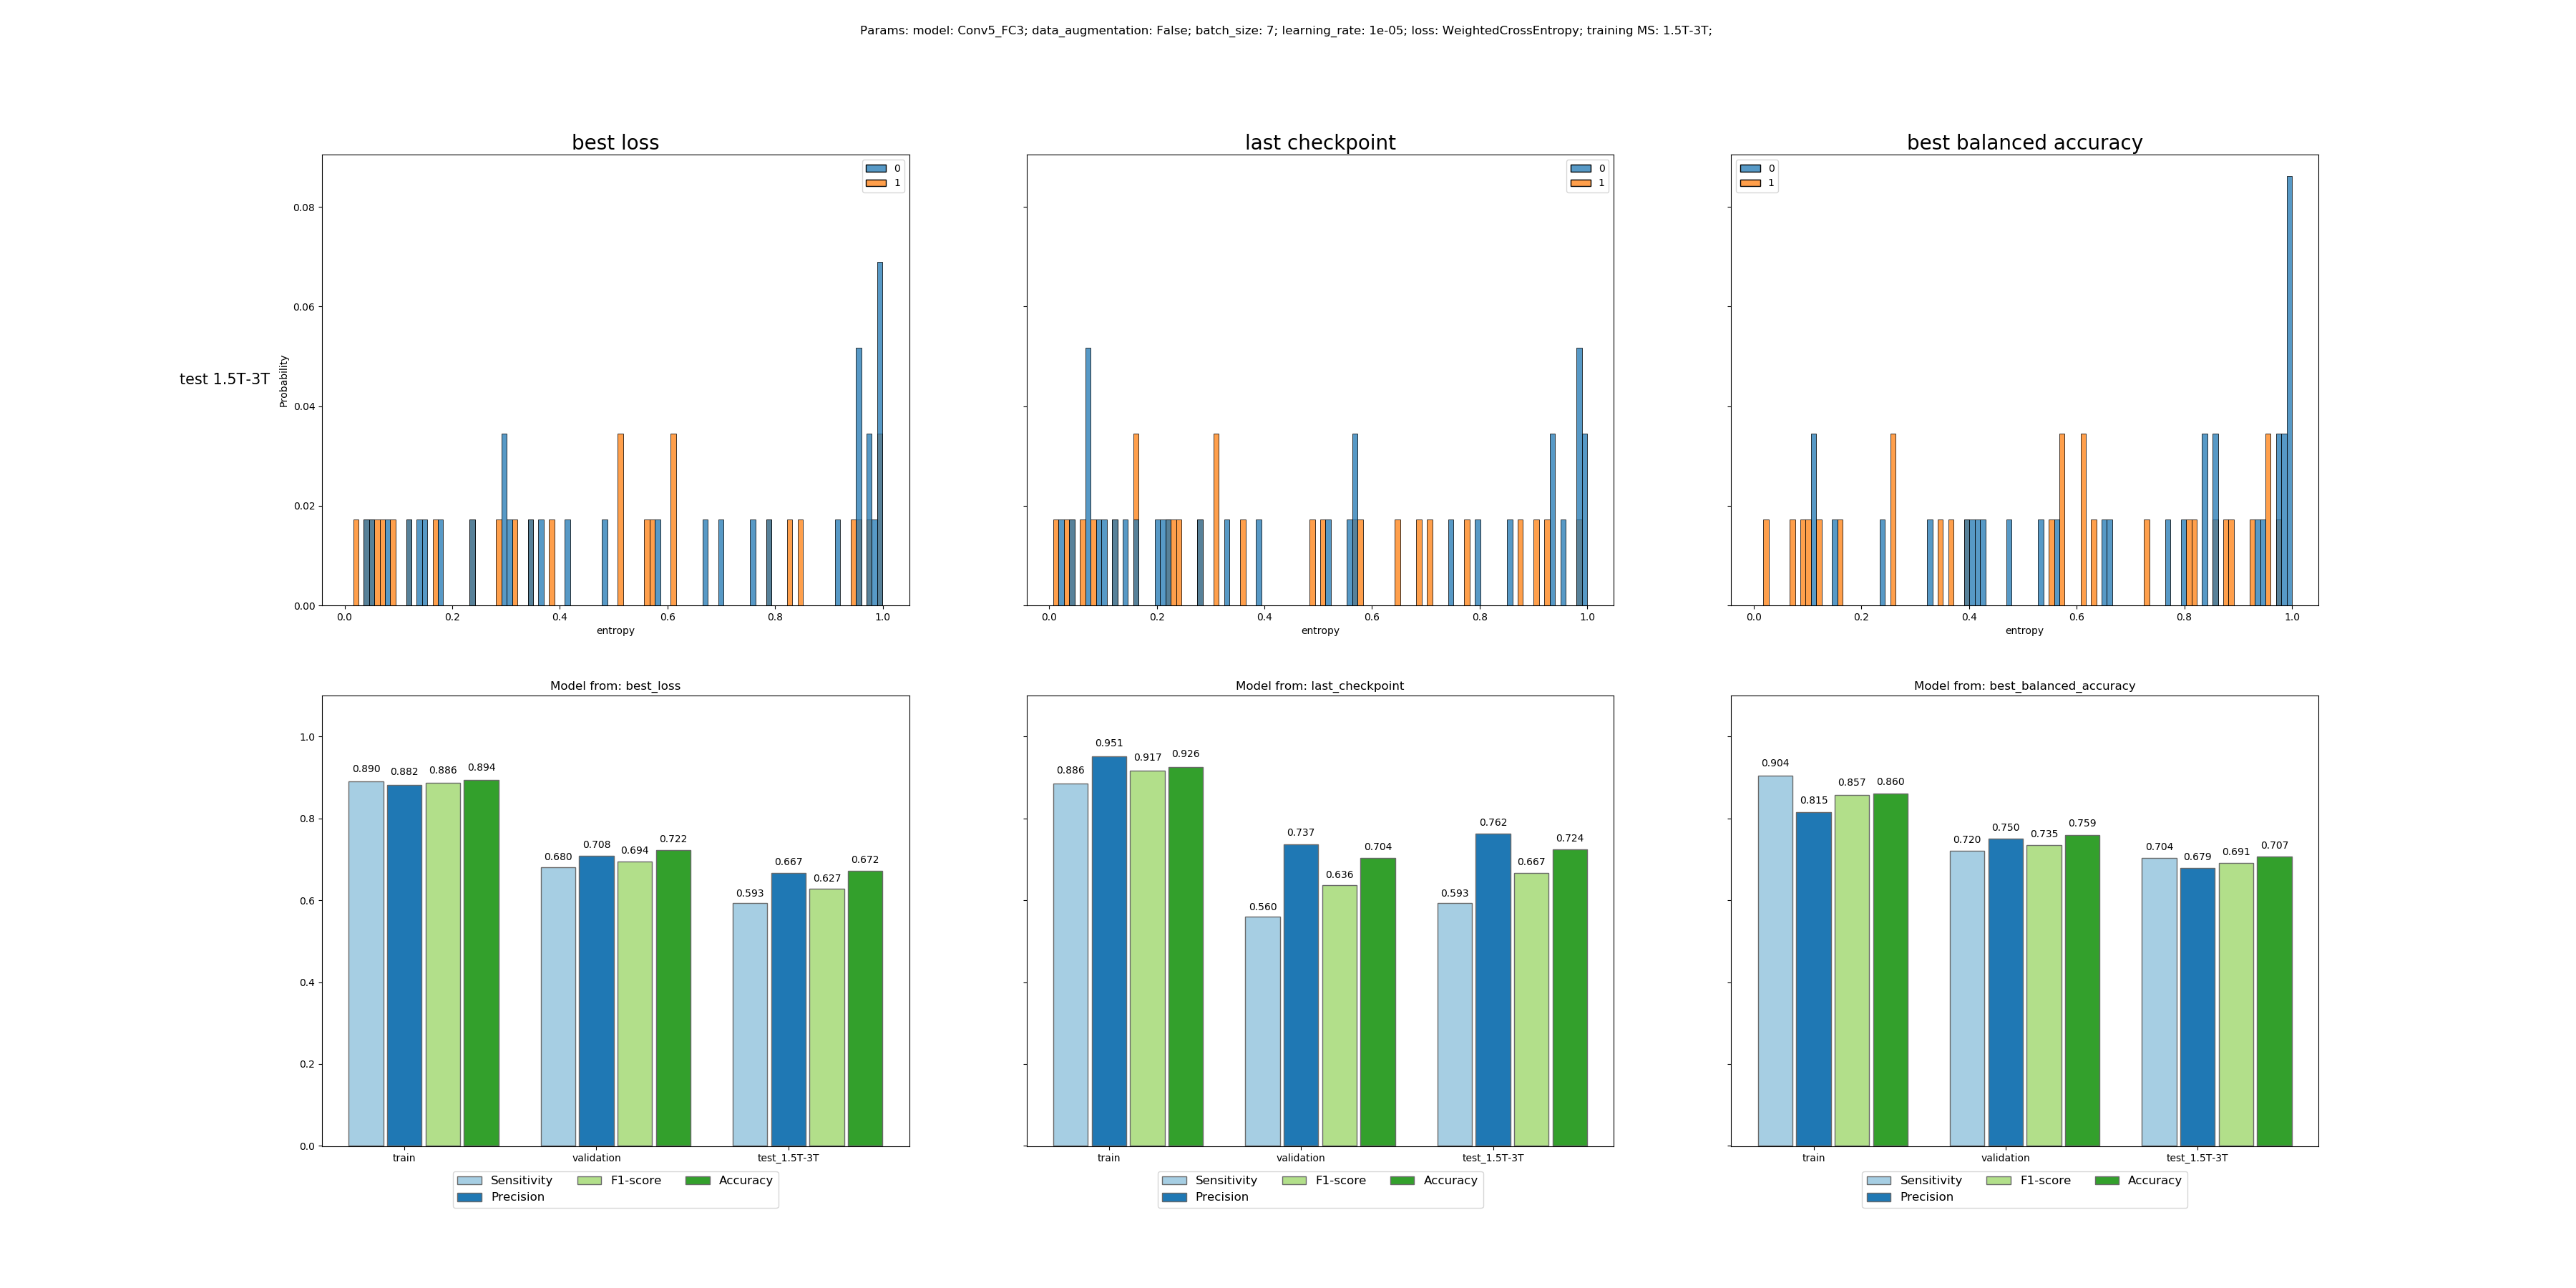 Params: model: Conv5_FC3; data_augmentation: False; batch_size: 7; learning_rate: 1e-05; loss: WeightedCrossEntropy; training MS: 1.5T-3T;
best loss
last checkpoint
best balanced accuracy
0
1
0
1
0
1
test 1.5T-3T
Probability
0.08
0.06
0.04
0.02
0.00
0.0 0.2 0.4 0.6 0.8 1.0
entropy
0.0 0.2 0.4 0.6 0.8 1.0
entropy
0.0 0.2 0.4 0.6 0.8 1.0
entropy
Model from: best_loss
1.0
0.8
0.6
0.4
0.2
0.0
0.890 0.882 0.886 0.894
0.680 0.708 0.694 0.722
0.593 0.667 0.627 0.672
train validation test_1.5T-3T
Sensitivity F1-score Accuracy
Precision
Model from: last_checkpoint
0.886 0.951 0.917 0.926
0.560 0.737 0.636 0.704
0.593 0.762 0.667 0.724
train validation test_1.5T-3T
Sensitivity F1-score Accuracy
Precision
Model from: best_balanced_accuracy
0.904 0.815 0.857 0.860
0.720 0.750 0.735 0.759
0.704 0.679 0.691 0.707
train validation test_1.5T-3T
Sensitivity F1-score Accuracy
Precision